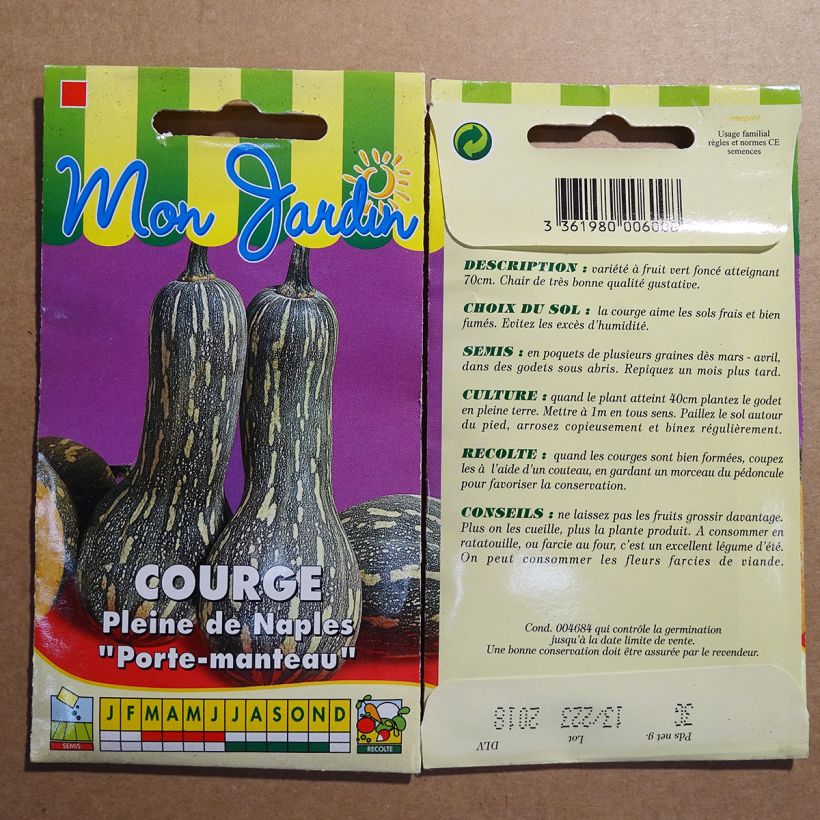 Mon Jardin
COURGE
Pleine de Naples
"Porte-manteau"
J F M A M J J A S O N D
SEMIS
RECOLTE
interprint
Usage familial
règles et normes CE
semences
DESCRIPTION : variété à fruit vert foncé atteignant
70cm. Chair de très bonne qualité gustative.
CHOIX DU SOL : la courge aime les sols frais et bien
fumés. Evitez les excès d'humidité.
SEMIS : en poquets de plusieurs graines dès mars - avril,
dans des godets sous abris. Repiquez un mois plus tard.
CULTURE : quand le plant atteint 40cm plantez le godet
en pleine terre. Mettre à 1m en tous sens. Paillez le sol autour
du pied, arrosez copieusement et binez régulièrement.
RECOLTE : quand les courges sont bien formées, coupez
les à l'aide d'un couteau, en gardant un morceau du pédoncule
pour favoriser la conservation.
CONSEILS : ne laissez pas les fruits grossir davantage.
Plus on les cueille, plus la plante produit. A consommer en
ratatouille, ou farcie au four, c'est un excellent légume d'été.
On peut consommer les fleurs farcies de viande.
Cond. 004684 qui contrôle la germination
jusqu'à la date limite de vente.
Une bonne conservation doit être assurée par le revendeur.
Pds net g.
Lot 13/223
DLV 2018